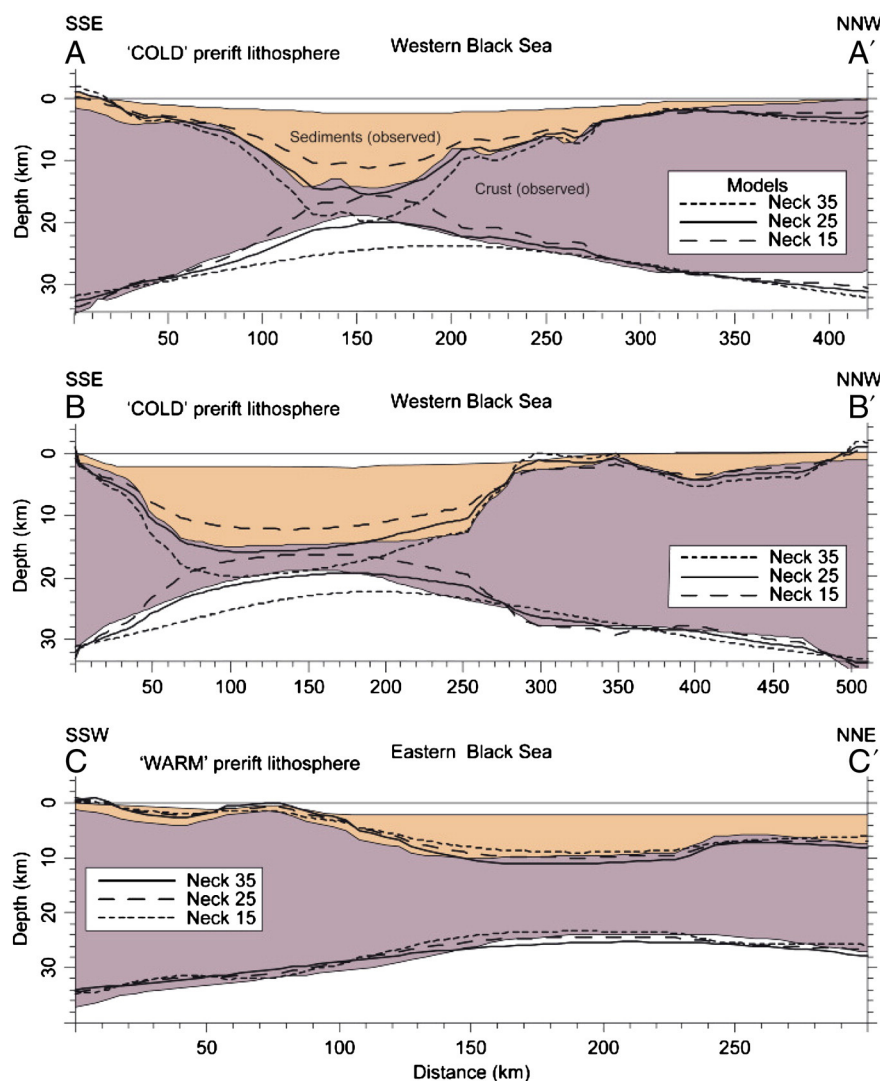 SSE
NNW
A
'COLD' prerift lithosphere
Western Black Sea
A′
0
10
20
30
Depth (km)
Sediments (observed)
Crust (observed)
Models
Neck 35
Neck 25
Neck 15
50
100
150
200
250
300
350
400
SSE
NNW
B
'COLD' prerift lithosphere
Western Black Sea
B′
0
10
20
30
Depth (km)
Neck 35
Neck 25
Neck 15
50
100
150
200
250
300
350
400
450
500
SSW
NNE
C
'WARM' prerift lithosphere
Eastern Black Sea
C′
0
10
20
30
Depth (km)
Neck 35
Neck 25
Neck 15
50
100
150
200
250
Distance (km)